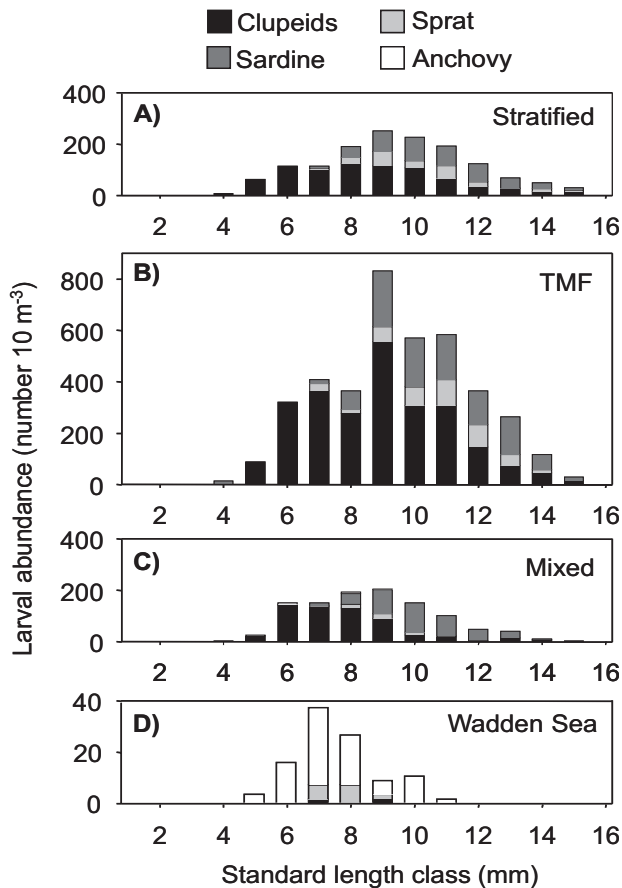 Clupeids Sprat
Sardine Anchovy
400
A) Stratified
200
0
2 4 6 8 10 12 14 16
B) TMF
800
600
400
200
0
2 4 6 8 10 12 14 16
400
C) Mixed
200
0
2 4 6 8 10 12 14 16
40
D) Wadden Sea
20
0
2 4 6 8 10 12 14 16
Standard length class (mm)
Larval abundance (number 10 m⁻³)